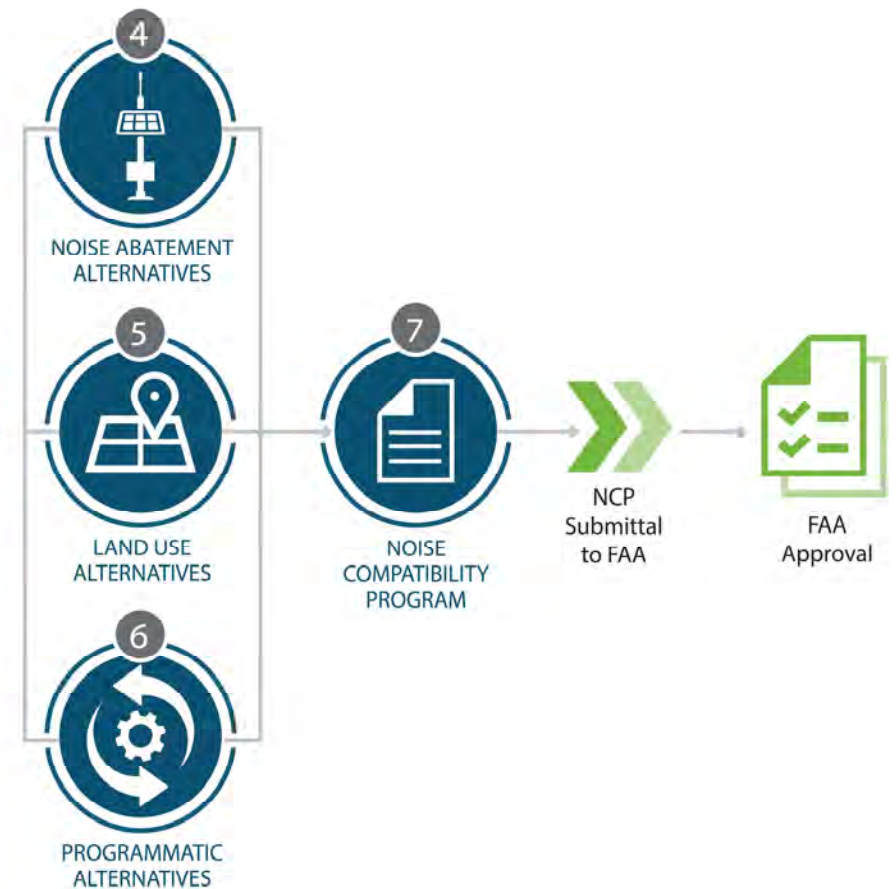 4
NOISE ABATEMENT
ALTERNATIVES
5
LAND USE
ALTERNATIVES
6
PROGRAMMATIC
ALTERNATIVES
7
NOISE
COMPATIBILITY
PROGRAM
NCP
Submittal
to FAA
FAA
Approval